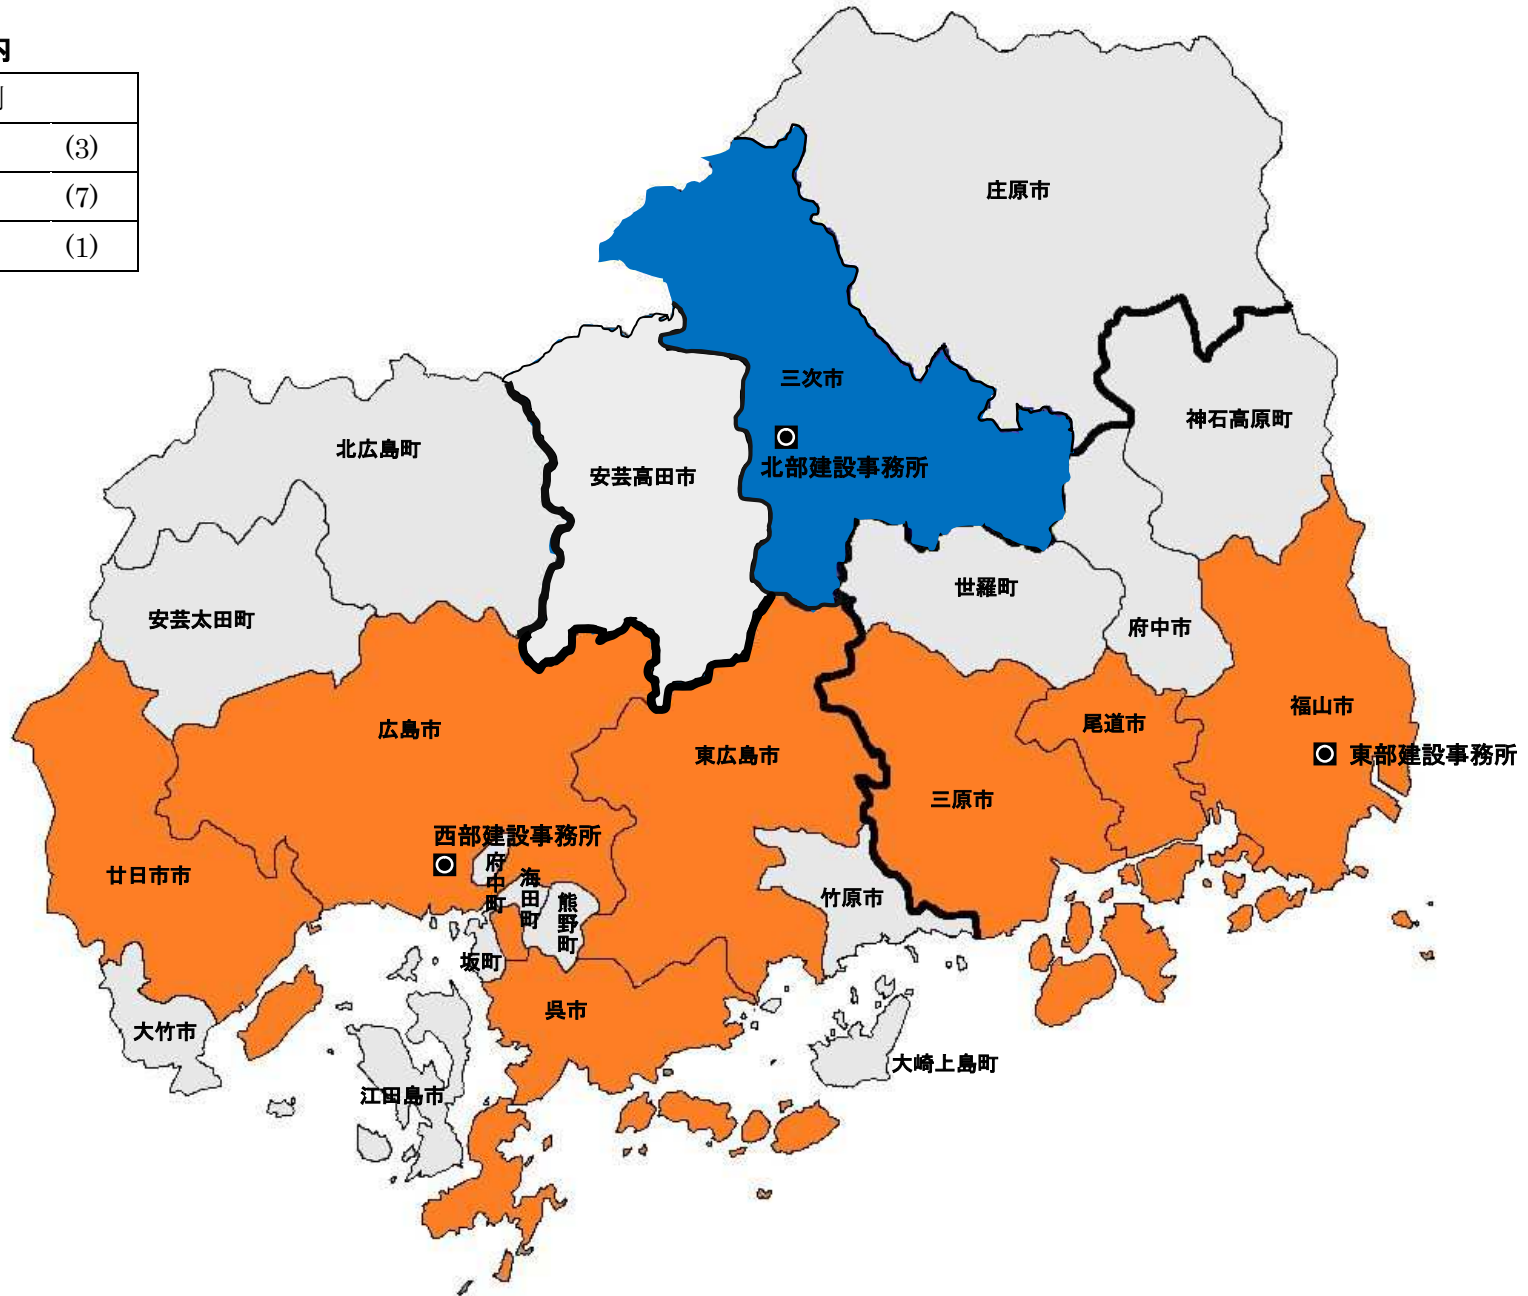 内
(3)
(7)
(1)
庄原市
三次市
北部建設事務所
神石高原町
北広島町
安芸高田市
安芸太田町
世羅町
府中市
広島市
東広島市
尾道市
福山市
東部建設事務所
三原市
西部建設事務所
廿日市市
府中町
海田町
熊野町
竹原市
坂町
呉市
大竹市
江田島市
大崎上島町